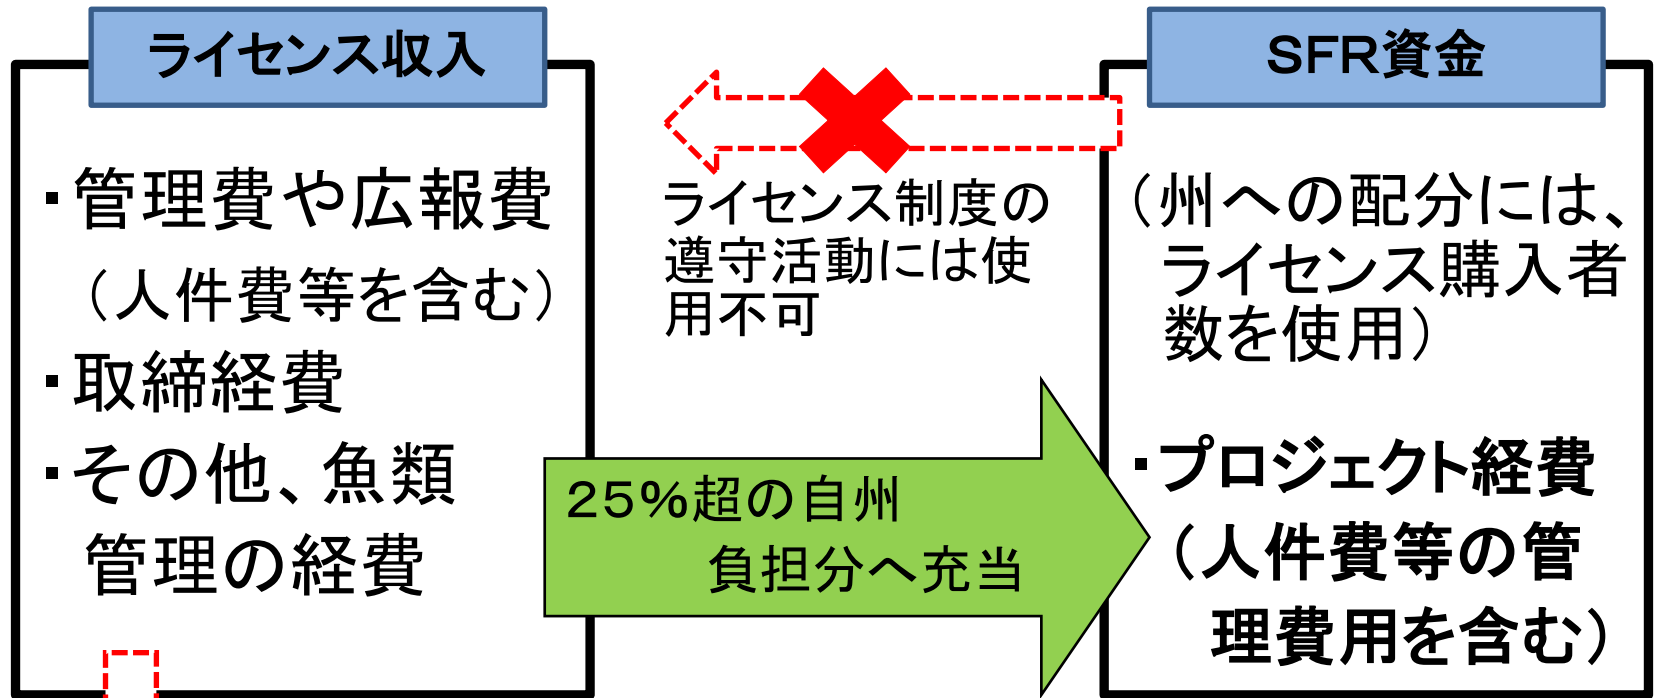 ライセンス収入
・管理費や広報費
（人件費等を含む）
・取締経費
・その他、魚類
管理の経費
ライセンス制度の
遵守活動には使
用不可
25%超の自州
負担分へ充当
SFR資金
（州への配分には、
ライセンス購入者
数を使用）
・プロジェクト経費
（人件費等の管
理費用を含む）